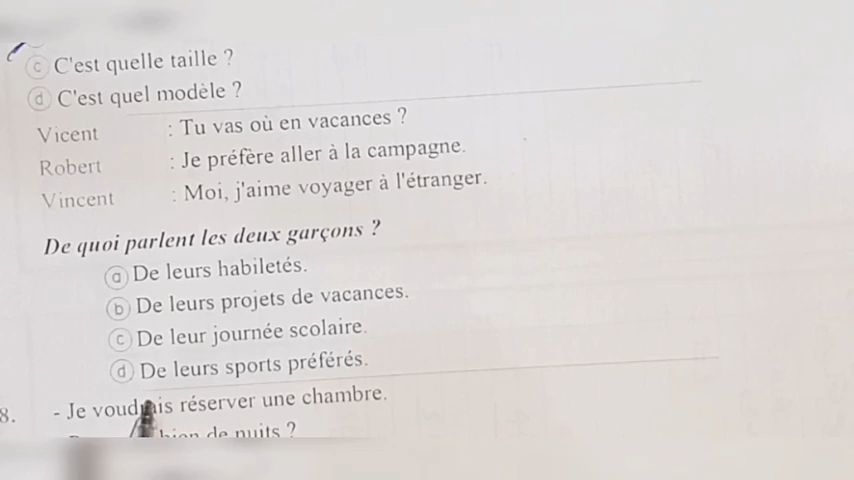 c C'est quelle taille ?
d C'est quel modèle ?
Vicent : Tu vas où en vacances ?
Robert : Je préfère aller à la campagne.
Vincent : Moi, j'aime voyager à l'étranger.
De quoi parlent les deux garçons ?
a De leurs habiletés.
b De leurs projets de vacances.
c De leur journée scolaire.
d De leurs sports préférés.
8. - Je voudrais réserver une chambre.
de nuits ?